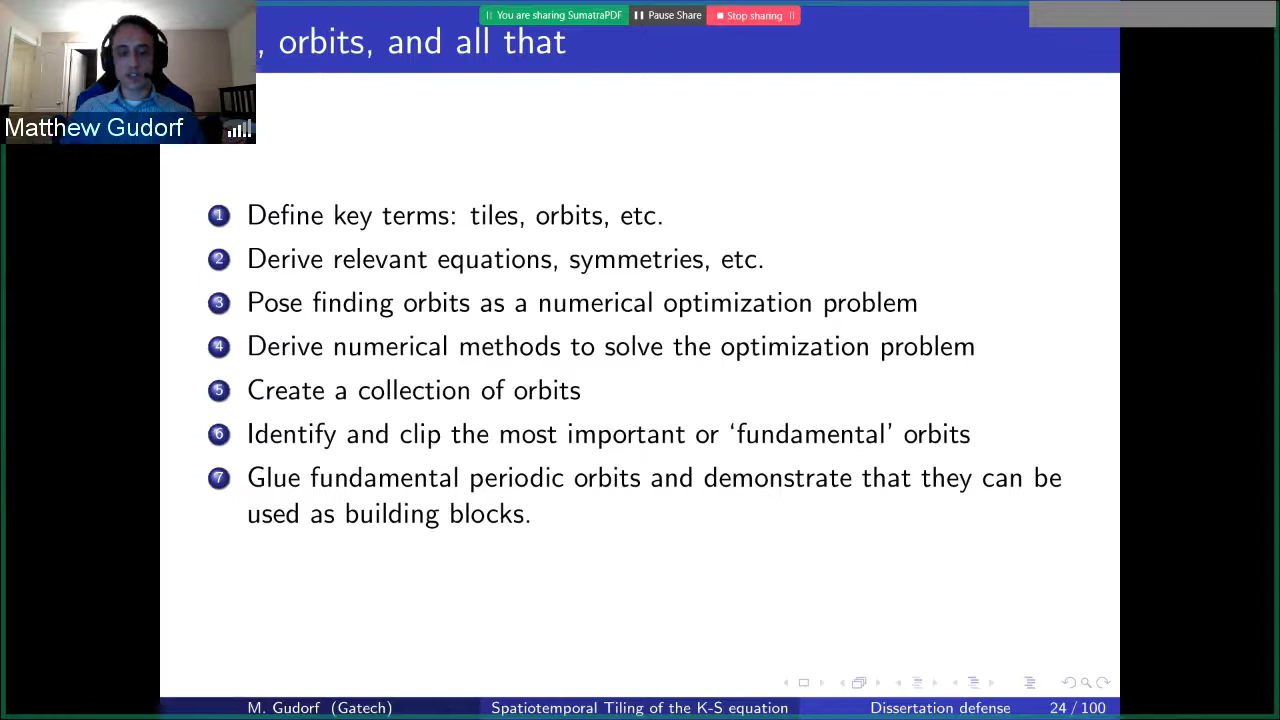 You are sharing SumatraPDF
Pause Share
Stop sharing
, orbits, and all that
Matthew Gudorf
1 Define key terms: tiles, orbits, etc.
2 Derive relevant equations, symmetries, etc.
3 Pose finding orbits as a numerical optimization problem
4 Derive numerical methods to solve the optimization problem
5 Create a collection of orbits
6 Identify and clip the most important or ‘fundamental’ orbits
7 Glue fundamental periodic orbits and demonstrate that they can be
used as building blocks.
M. Gudorf (Gatech)
Spatiotemporal Tiling of the K-S equation
Dissertation defense
24 / 100